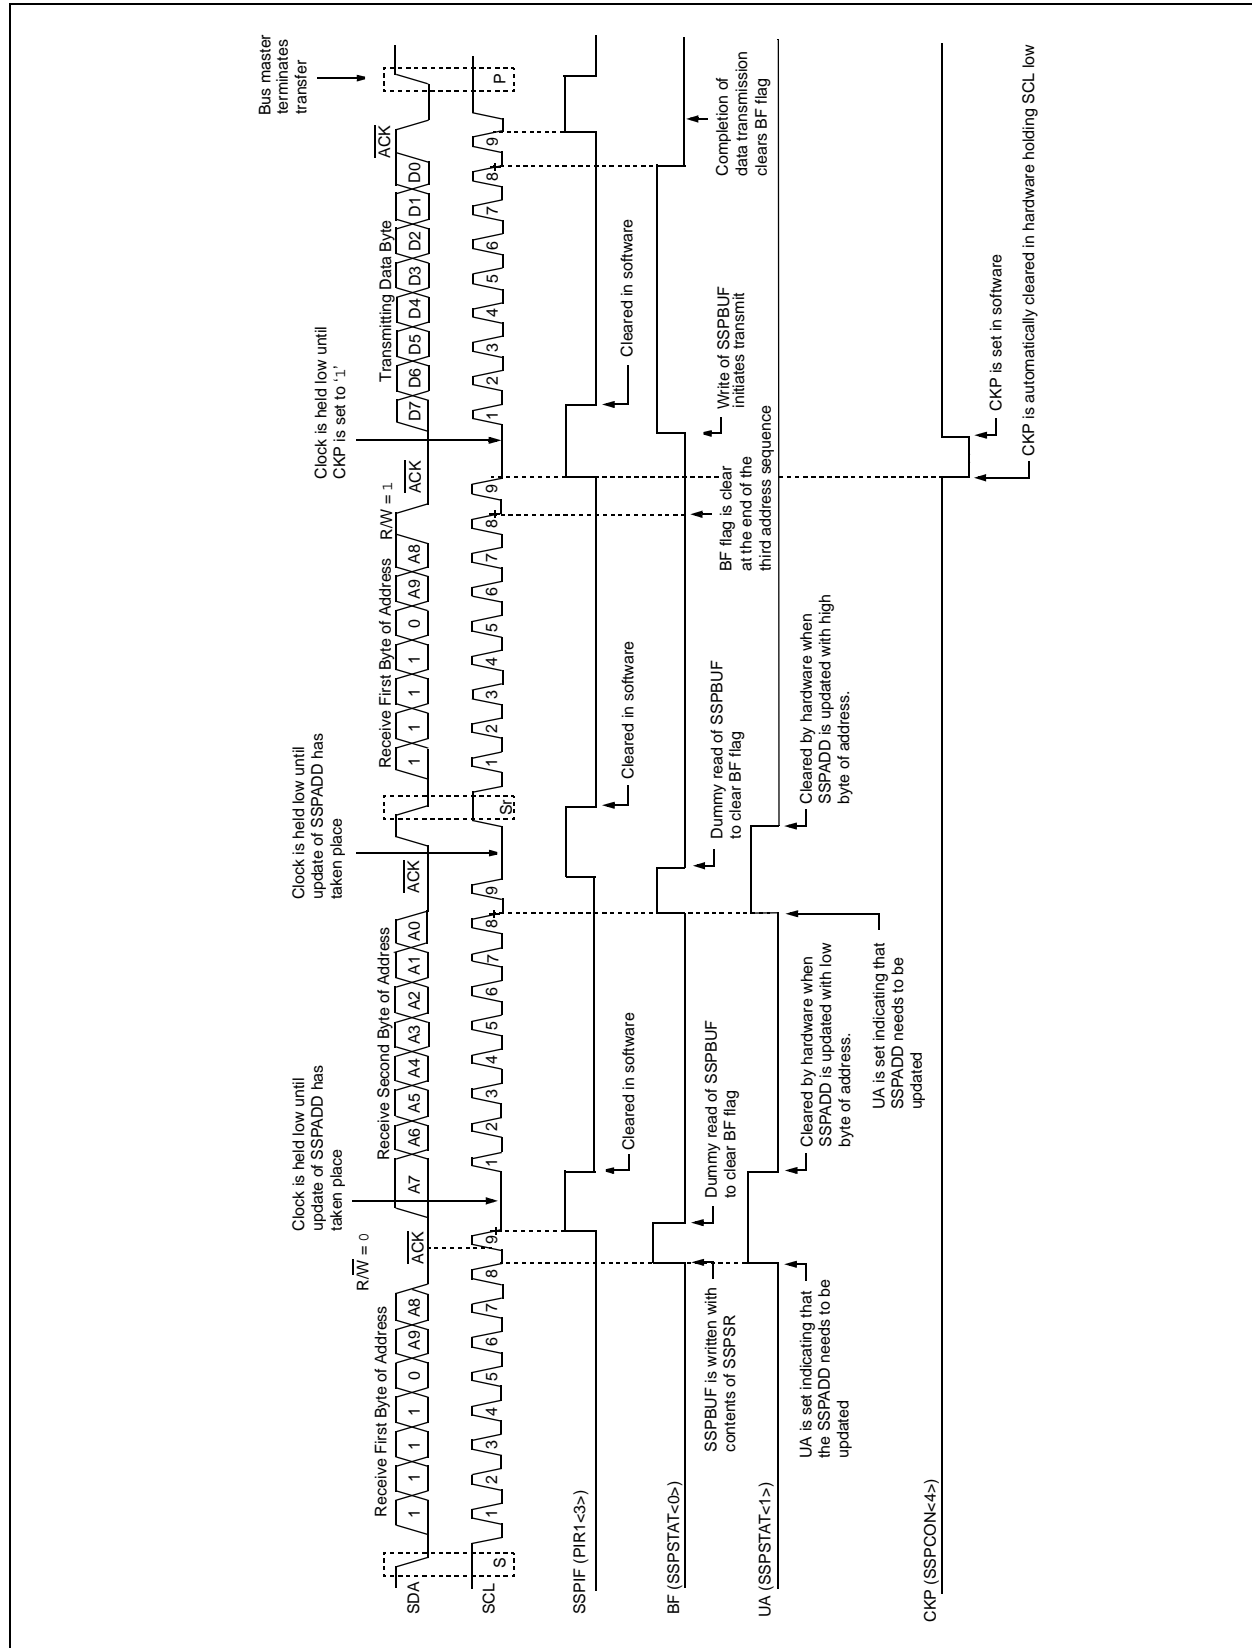 Bus master
terminates
transfer
Clock is held low until
CKP is set to ‘1’
Clock is held low until
update of SSPADD has
taken place
Clock is held low until
update of SSPADD has
taken place
R/W = 0
R/W = 1
Receive First Byte of Address
Receive Second Byte of Address
Receive First Byte of Address
Transmitting Data Byte
ACK
ACK
ACK
ACK
SDA
1 1 1 1 0 A9 A8
A7 A6 A5 A4 A3 A2 A1 A0
1 1 1 1 0 A9 A8
D7 D6 D5 D4 D3 D2 D1 D0
SCL
S
1 2 3 4 5 6 7 8 9
1 2 3 4 5 6 7 8 9
Sr
1 2 3 4 5 6 7 8 9
1 2 3 4 5 6 7 8 9
P
SSPIF (PIR1<3>)
Cleared in software
Cleared in software
Cleared in software
BF (SSPSTAT<0>)
SSPBUF is written with
contents of SSPSR
Dummy read of SSPBUF
to clear BF flag
Dummy read of SSPBUF
to clear BF flag
BF flag is clear
at the end of the
third address sequence
Write of SSPBUF
initiates transmit
Completion of
data transmission
clears BF flag
UA (SSPSTAT<1>)
UA is set indicating that
the SSPADD needs to be
updated
Cleared by hardware when
SSPADD is updated with low
byte of address.
UA is set indicating that
SSPADD needs to be
updated
Cleared by hardware when
SSPADD is updated with high
byte of address.
CKP (SSPCON<4>)
CKP is set in software
CKP is automatically cleared in hardware holding SCL low